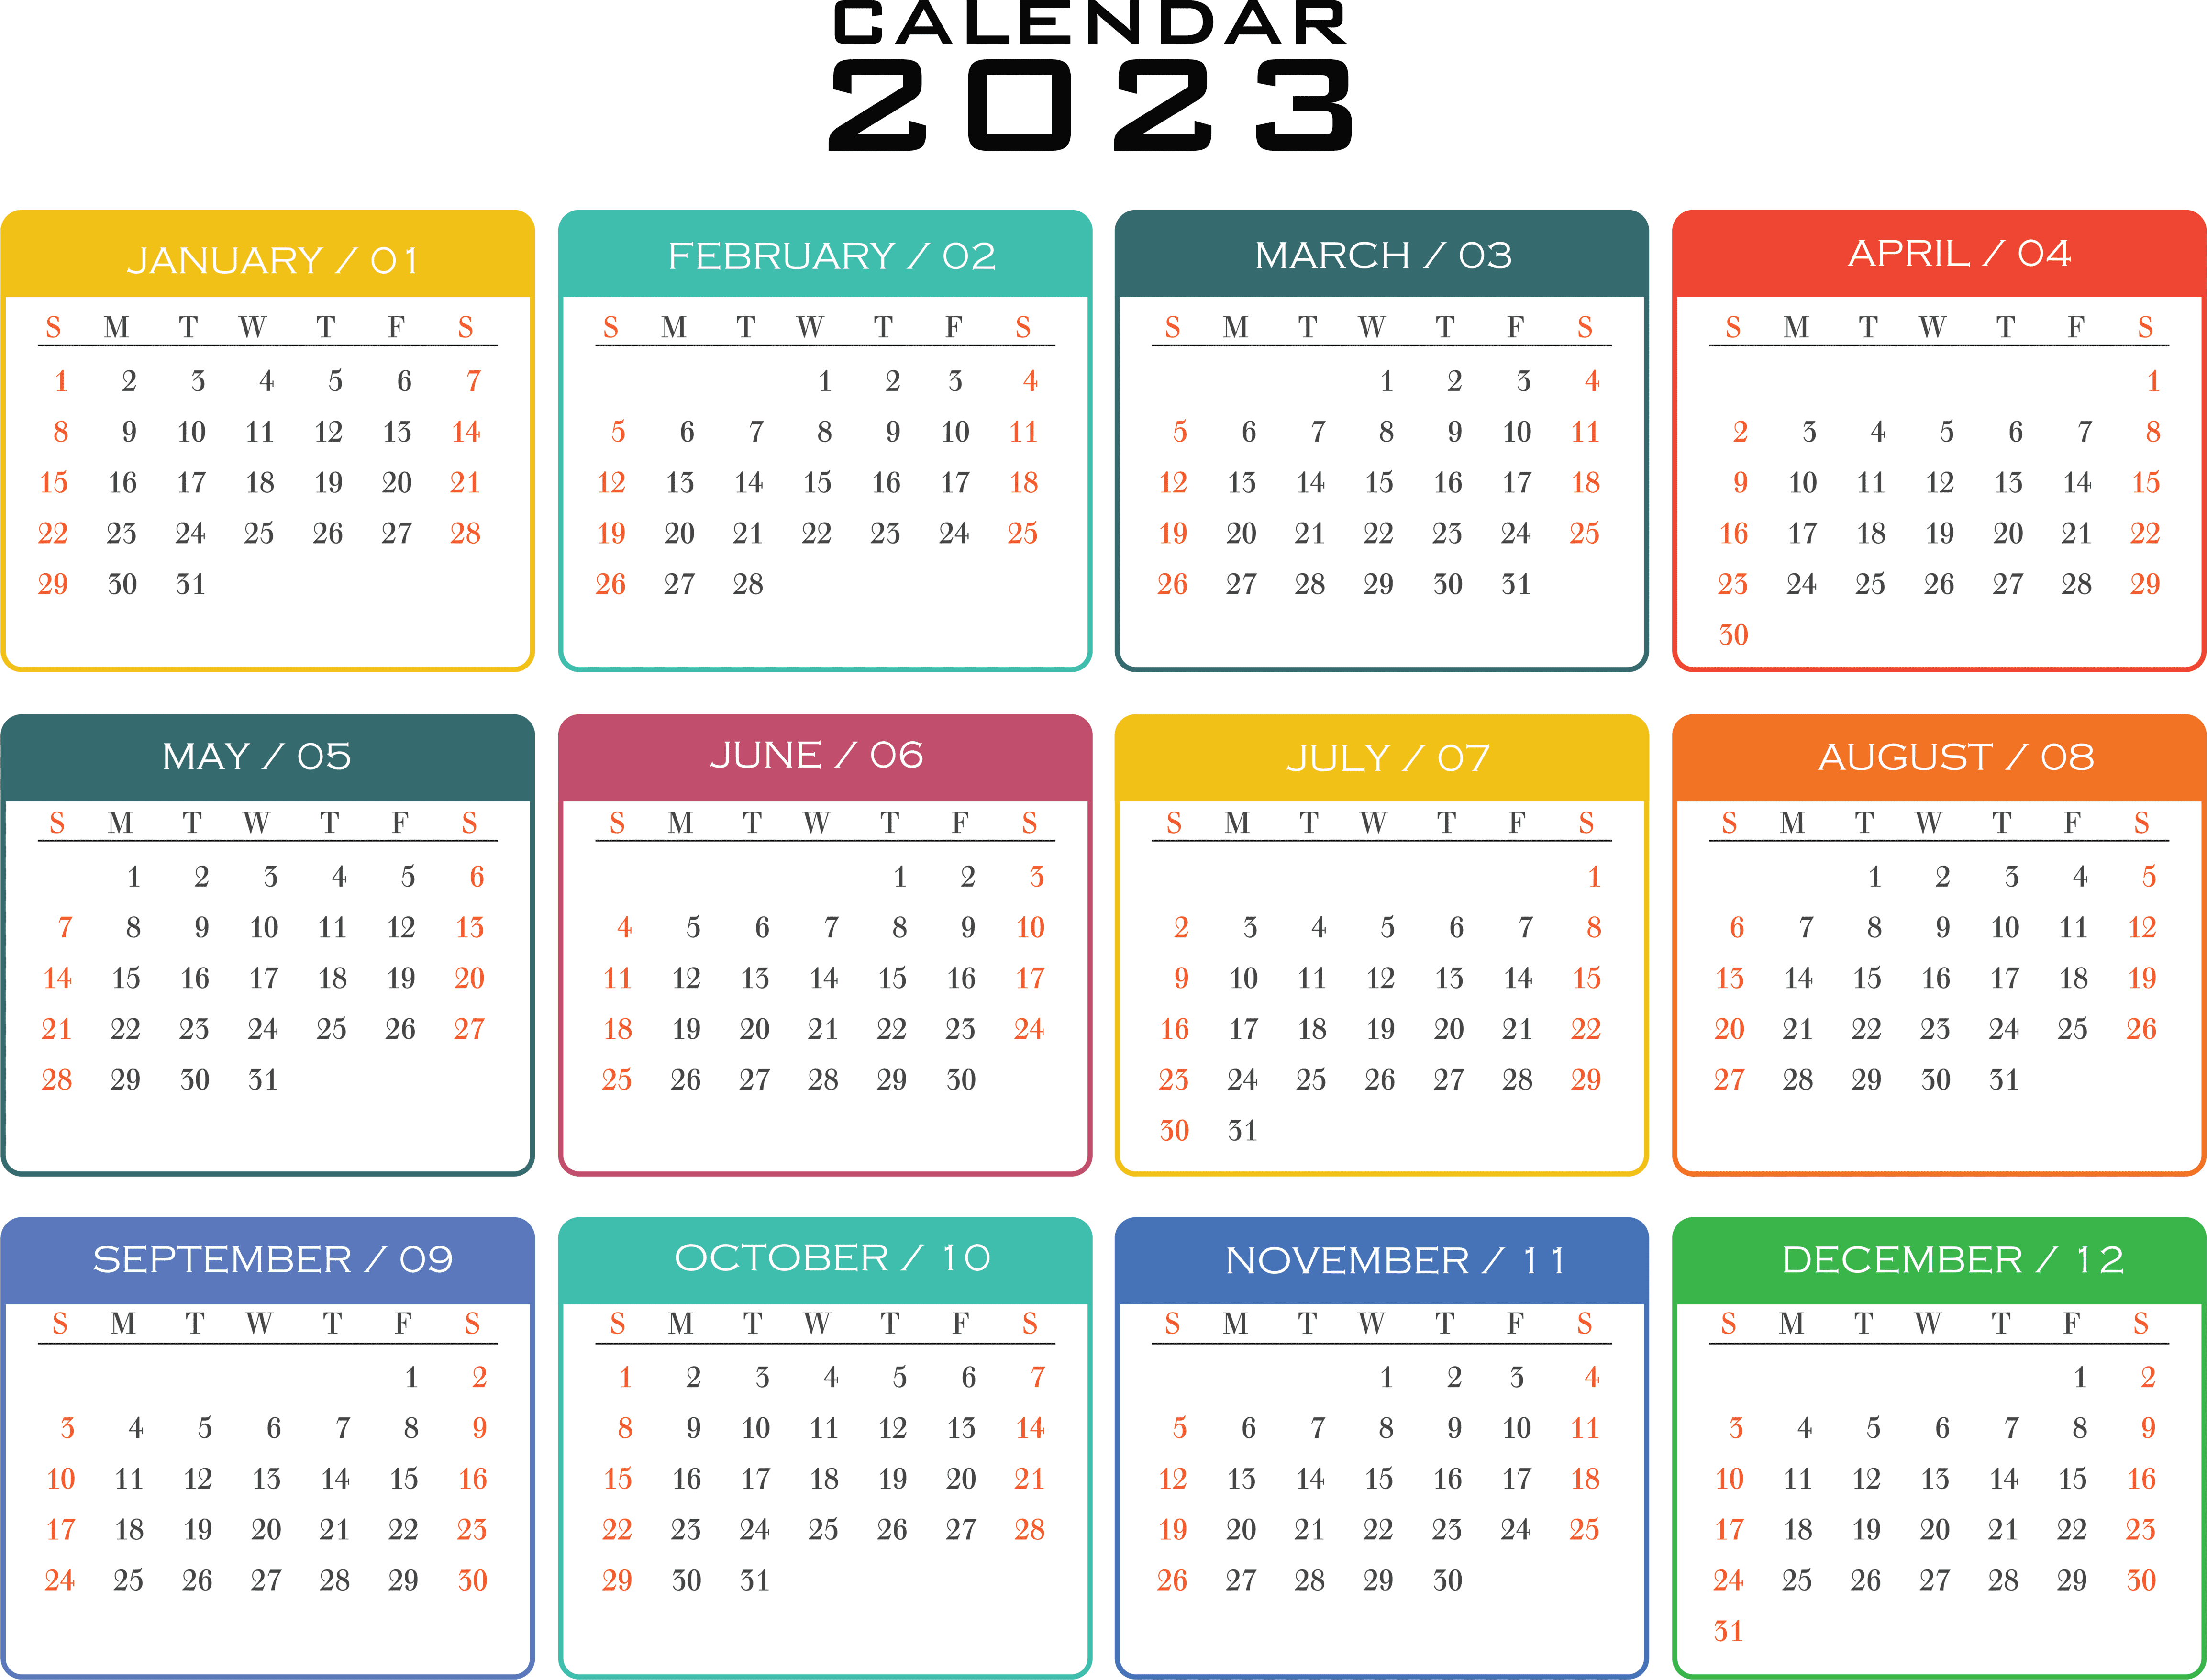 CALENDAR
2023
JANUARY / 01
S M T W T F S
1 2 3 4 5 6 7
8 9 10 11 12 13 14
15 16 17 18 19 20 21
22 23 24 25 26 27 28
29 30 31
FEBRUARY / 02
S M T W T F S
1 2 3 4
5 6 7 8 9 10 11
12 13 14 15 16 17 18
19 20 21 22 23 24 25
26 27 28
MARCH / 03
S M T W T F S
1 2 3 4
5 6 7 8 9 10 11
12 13 14 15 16 17 18
19 20 21 22 23 24 25
26 27 28 29 30 31
APRIL / 04
S M T W T F S
1
2 3 4 5 6 7 8
9 10 11 12 13 14 15
16 17 18 19 20 21 22
23 24 25 26 27 28 29
30
MAY / 05
S M T W T F S
1 2 3 4 5 6
7 8 9 10 11 12 13
14 15 16 17 18 19 20
21 22 23 24 25 26 27
28 29 30 31
JUNE / 06
S M T W T F S
1 2 3
4 5 6 7 8 9 10
11 12 13 14 15 16 17
18 19 20 21 22 23 24
25 26 27 28 29 30
JULY / 07
S M T W T F S
1
2 3 4 5 6 7 8
9 10 11 12 13 14 15
16 17 18 19 20 21 22
23 24 25 26 27 28 29
30 31
AUGUST / 08
S M T W T F S
1 2 3 4 5
6 7 8 9 10 11 12
13 14 15 16 17 18 19
20 21 22 23 24 25 26
27 28 29 30 31
SEPTEMBER / 09
S M T W T F S
1 2
3 4 5 6 7 8 9
10 11 12 13 14 15 16
17 18 19 20 21 22 23
24 25 26 27 28 29 30
OCTOBER / 10
S M T W T F S
1 2 3 4 5 6 7
8 9 10 11 12 13 14
15 16 17 18 19 20 21
22 23 24 25 26 27 28
29 30 31
NOVEMBER / 11
S M T W T F S
1 2 3 4
5 6 7 8 9 10 11
12 13 14 15 16 17 18
19 20 21 22 23 24 25
26 27 28 29 30
DECEMBER / 12
S M T W T F S
1 2
3 4 5 6 7 8 9
10 11 12 13 14 15 16
17 18 19 20 21 22 23
24 25 26 27 28 29 30
31